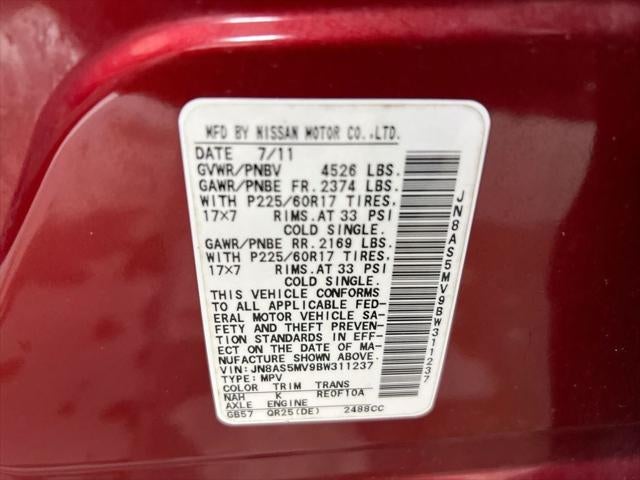 MFD BY NISSAN MOTOR CO.,LTD.
DATE 7/11
GVWR/PNBV 4526 LBS.
GAWR/PNBE FR. 2374 LBS.
WITH P225/60R17 TIRES.
17×7 RIMS. AT 33 PSI
COLD SINGLE.
GAWR/PNBE RR. 2169 LBS.
WITH P225/60R17 TIRES.
17×7 RIMS. AT 33 PSI
COLD SINGLE.
THIS VEHICLE CONFORMS
TO ALL APPLICABLE FED-
ERAL MOTOR VEHICLE SA-
FETY AND THEFT PREVEN-
TION STANDARDS IN EFF-
ECT ON THE DATE OF MA-
NUFACTURE SHOWN ABOVE.
VIN: JN8AS5MV9BW311237
TYPE: MPV
COLOR TRIM TRANS
NAH K RE0F10A
AXLE ENGINE
GB57 QR25(DE) 2488CC
JN8AS5MV9BW311237